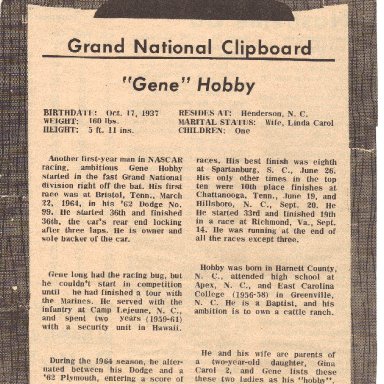 Grand National Clipboard
"Gene" Hobby
BIRTHDATE: Oct. 17, 1937
WEIGHT: 160 lbs.
HEIGHT: 5 ft. 11 ins.
RESIDES AT: Henderson, N. C.
MARITAL STATUS: Wife, Linda Carol
CHILDREN: One
Another first-year man in NASCAR
racing, ambitious Gene Hobby
started in the fast Grand National
division right off the bat. His first
race was at Bristol, Tenn., March
22, 1964, in his '62 Dodge No.
99. He started 36th and finished
36th, the car's rear end locking
after three laps. He is owner and
sole backer of the car.
Gene long had the racing bug, but
he couldn't start in competition
until he had finished a tour with
the Marines. He served with the
infantry at Camp Lejeune, N. C.,
and spent two years (1959-61)
with a security unit in Hawaii.
During the 1964 season, he alter-
nated between his Dodge and a
'62 Plymouth, entering a score of
races. His best finish was eighth
at Spartanburg, S. C., June 26.
His only other times in the top
ten were 10th place finishes at
Chattanooga, Tenn., June 19, and
Hillsboro, N. C., Sept. 20. He
He started 33rd and finished 19th
in a race at Richmond, Va., Sept.
14. He was running at the end of
all the races except three.
Hobby was born in Harnett County,
N. C., attended high school at
Apex, N. C., and East Carolina
College (1956-58) in Greenville,
N. C. He is a Baptist, and his
ambition is to own a cattle ranch.
He and his wife are parents of
a two-year-old daughter, Gina
Carol 2, and Gene lists these
these two ladies as his "hobby".